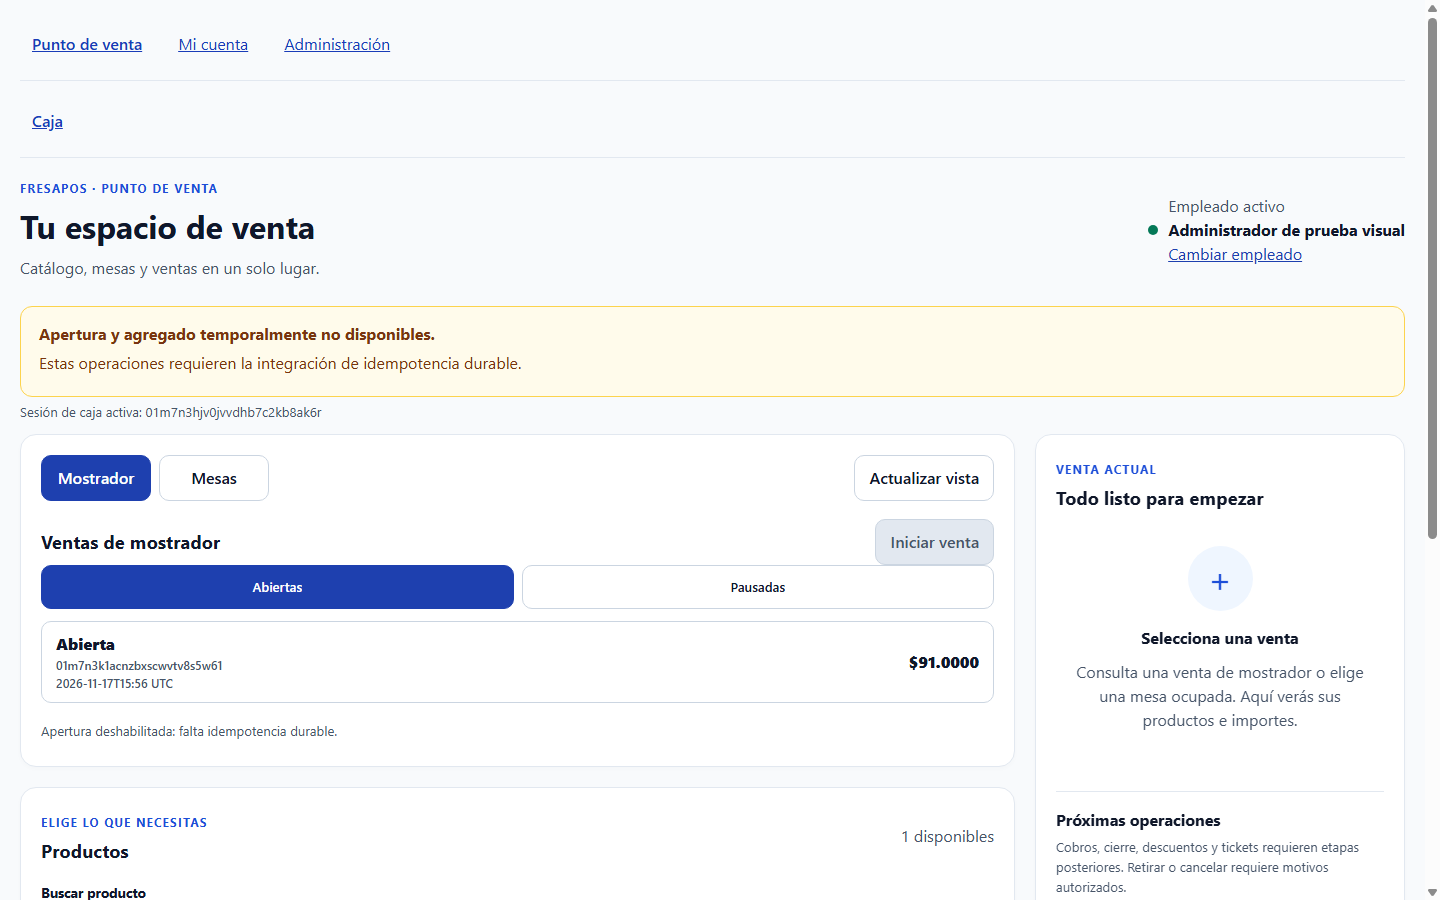 Punto de venta Mi cuenta Administración
Caja
FRESAPOS · PUNTO DE VENTA
Tu espacio de venta
Catálogo, mesas y ventas en un solo lugar.
Empleado activo
Administrador de prueba visual
Cambiar empleado
Apertura y agregado temporalmente no disponibles.
Estas operaciones requieren la integración de idempotencia durable.
Sesión de caja activa: 01m7n3hjv0jvvdhb7c2kb8ak6r
Mostrador Mesas Actualizar vista
Ventas de mostrador Iniciar venta
Abiertas Pausadas
Abierta
01m7n3k1acnzbxscwvtv8s5w61
2026-11-17T15:56 UTC
$91.0000
Apertura deshabilitada: falta idempotencia durable.
ELIGE LO QUE NECESITAS
Productos
1 disponibles
Buscar producto
VENTA ACTUAL
Todo listo para empezar
+
Selecciona una venta
Consulta una venta de mostrador o elige
una mesa ocupada. Aquí verás sus
productos e importes.
Próximas operaciones
Cobros, cierre, descuentos y tickets requieren etapas
posteriores. Retirar o cancelar requiere motivos
autorizados.